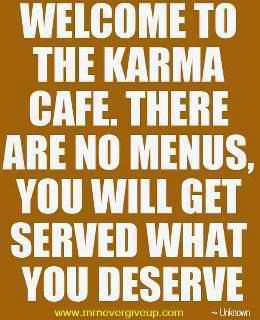 WELCOME TO
THE KARMA
CAFE. THERE
ARE NO MENUS,
YOU WILL GET
SERVED WHAT
YOU DESERVE
www.mrnevergiveup.com ~ Unknown